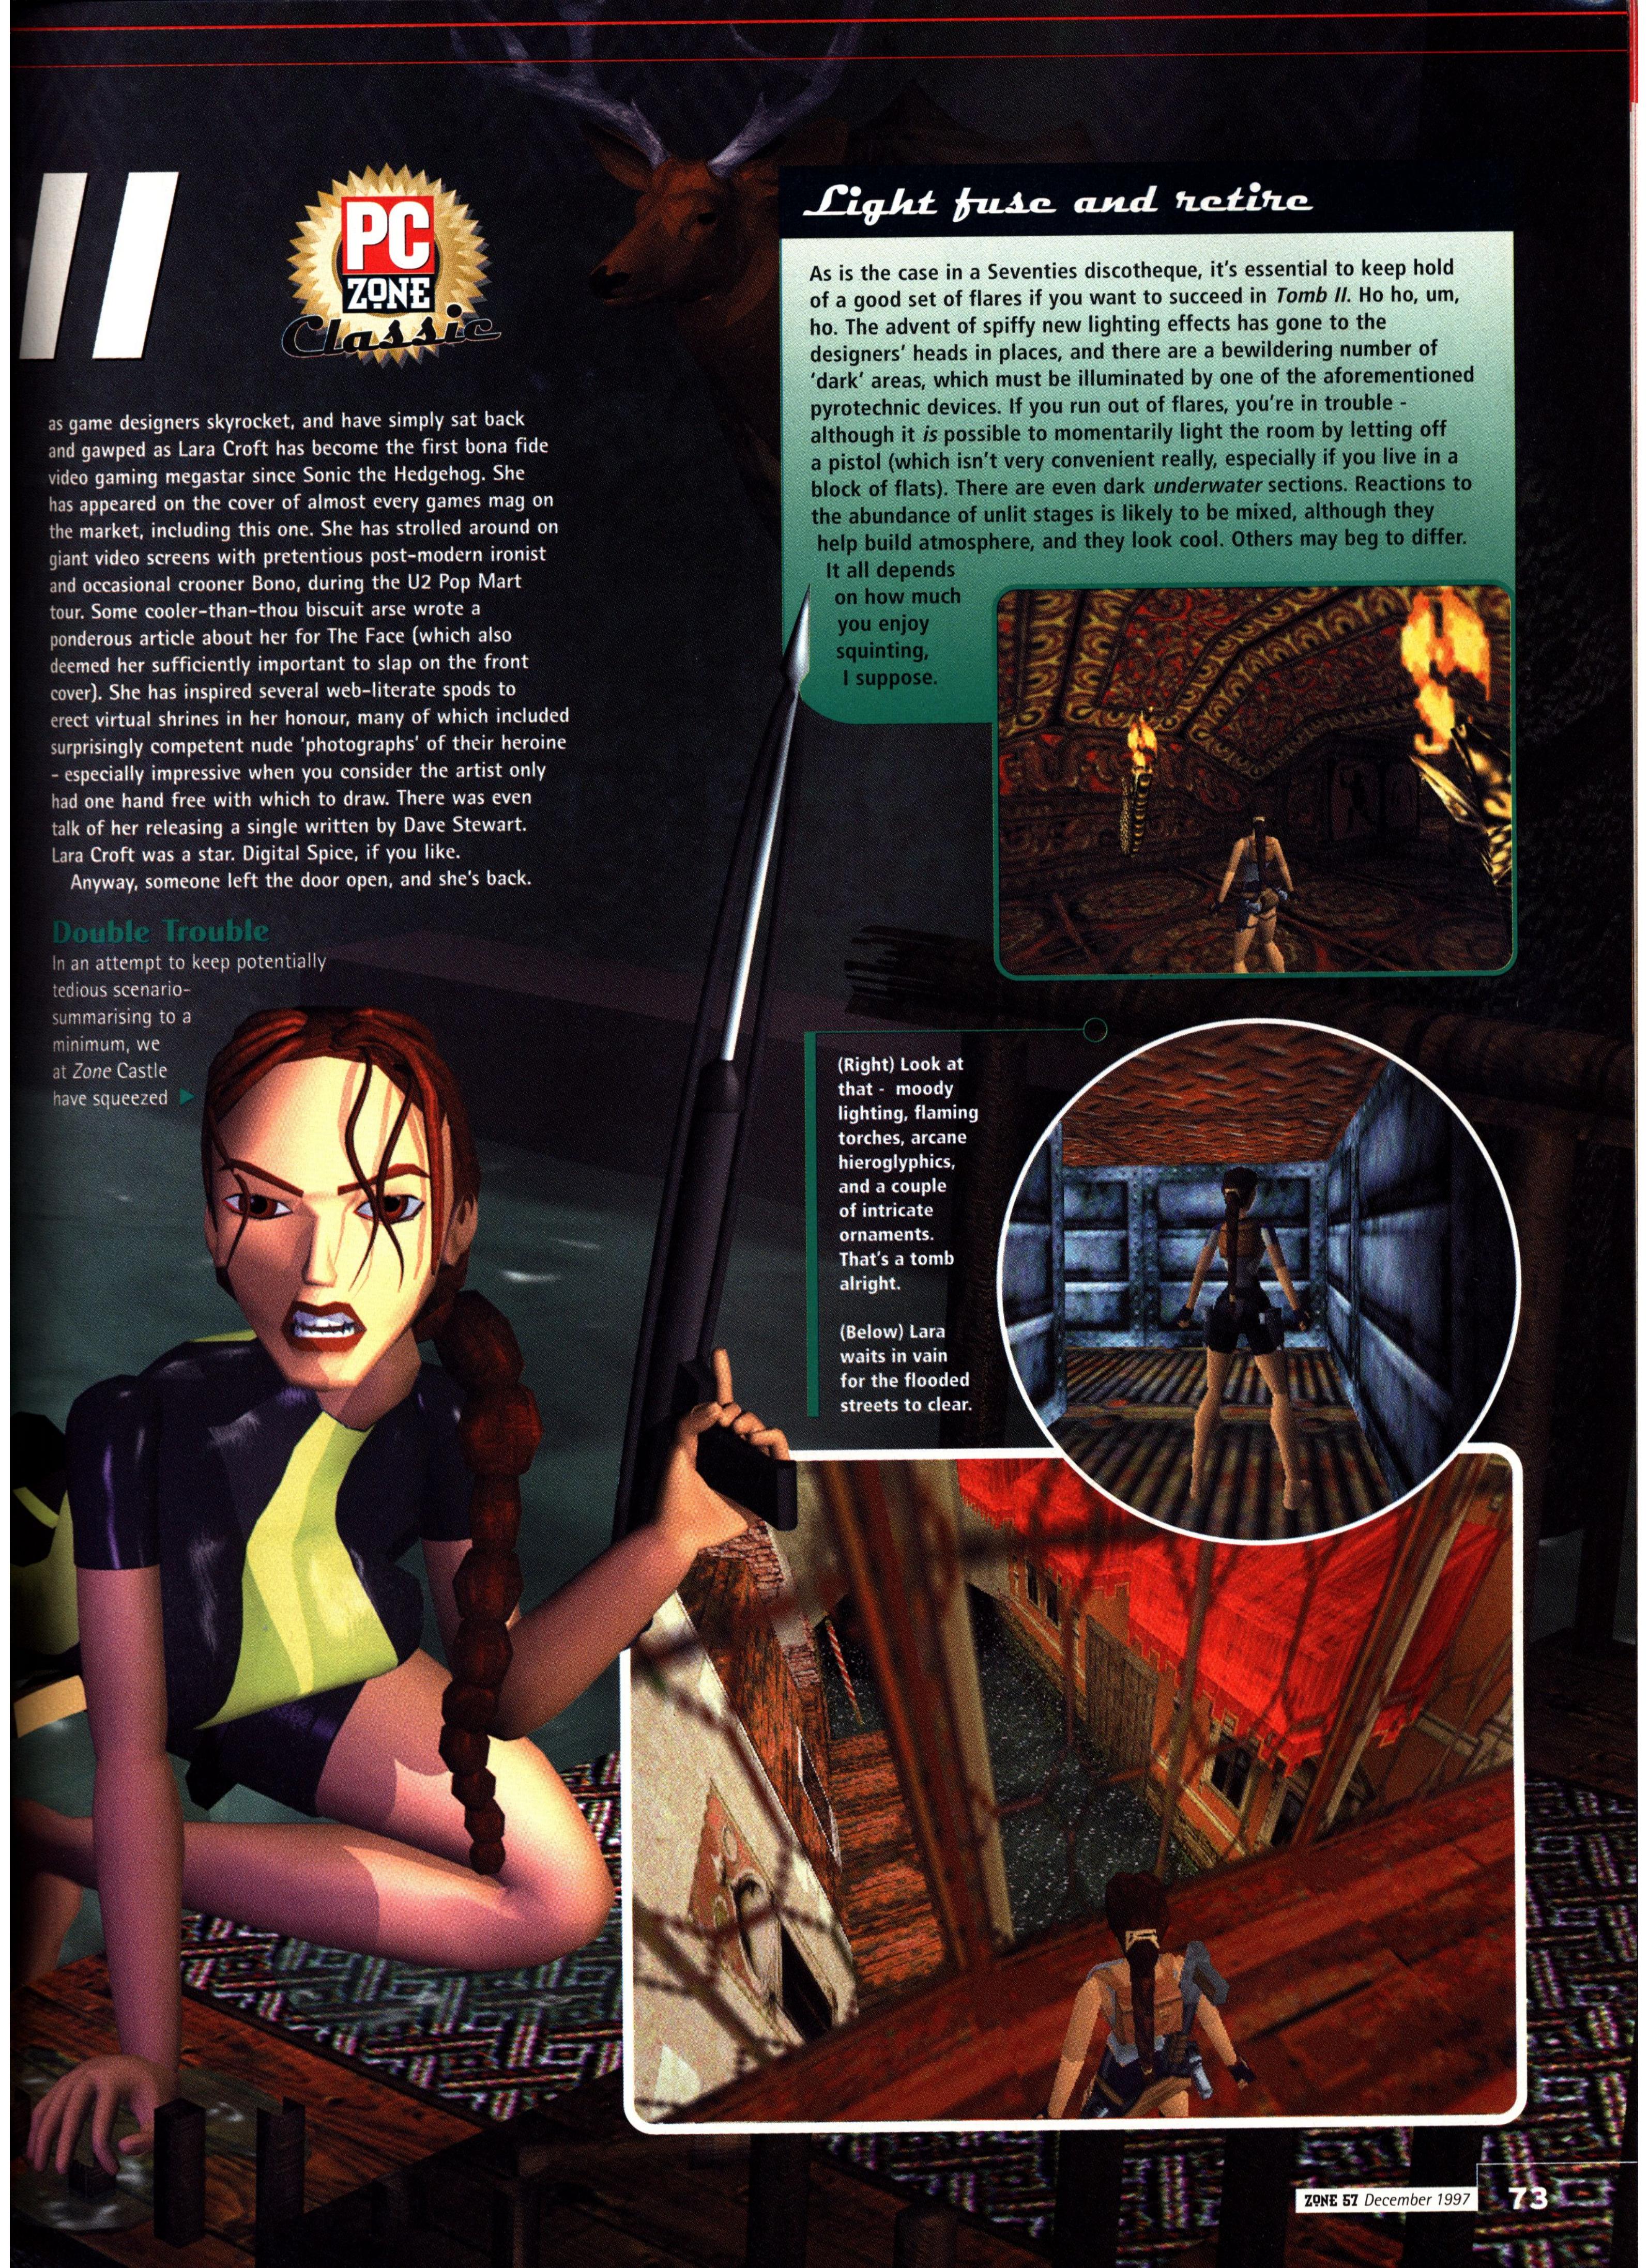 II
PC
ZONE
Classic
as game designers skyrocket, and have simply sat back
and gawped as Lara Croft has become the first bona fide
video gaming megastar since Sonic the Hedgehog. She
has appeared on the cover of almost every games mag on
the market, including this one. She has strolled around on
giant video screens with pretentious post-modern ironist
and occasional crooner Bono, during the U2 Pop Mart
tour. Some cooler-than-thou biscuit arse wrote a
ponderous article about her for The Face (which also
deemed her sufficiently important to slap on the front
cover). She has inspired several web-literate spods to
erect virtual shrines in her honour, many of which included
surprisingly competent nude 'photographs' of their heroine
- especially impressive when you consider the artist only
had one hand free with which to draw. There was even
talk of her releasing a single written by Dave Stewart.
Lara Croft was a star. Digital Spice, if you like.
Anyway, someone left the door open, and she's back.
Double Trouble
In an attempt to keep potentially
tedious scenario-
summarising to a
minimum, we
at Zone Castle
have squeezed
Light fuse and retire
As is the case in a Seventies discotheque, it's essential to keep hold
of a good set of flares if you want to succeed in Tomb II. Ho ho, um,
ho. The advent of spiffy new lighting effects has gone to the
designers' heads in places, and there are a bewildering number of
'dark' areas, which must be illuminated by one of the aforementioned
pyrotechnic devices. If you run out of flares, you're in trouble -
although it is possible to momentarily light the room by letting off
a pistol (which isn't very convenient really, especially if you live in a
block of flats). There are even dark underwater sections. Reactions to
the abundance of unlit stages is likely to be mixed, although they
help build atmosphere, and they look cool. Others may beg to differ.
It all depends
on how much
you enjoy
squinting,
I suppose.
(Right) Look at
that - moody
lighting, flaming
torches, arcane
hieroglyphics,
and a couple
of intricate
ornaments.
That's a tomb
alright.
(Below) Lara
waits in vain
for the flooded
streets to clear.
ZONE 57 December 1997 73